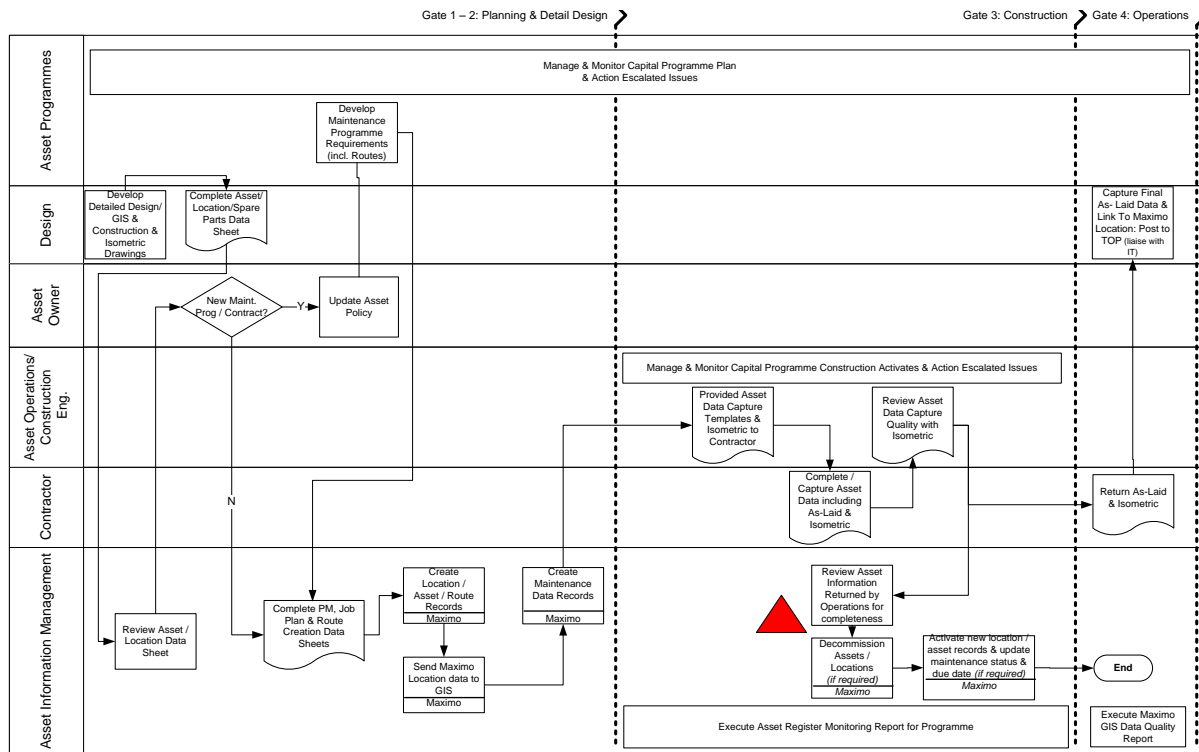 Gate 1 – 2: Planning & Detail Design
Gate 3: Construction
Gate 4: Operations
Asset Programmes
Manage & Monitor Capital Programme Plan
& Action Escalated Issues
Develop
Maintenance
Programme
Requirements
(incl. Routes)
Design
Develop
Detailed Design/
GIS &
Construction &
Isometric
Drawings
Complete Asset/
Location/Spare
Parts Data
Sheet
Capture Final
As- Laid Data &
Link To Maximo
Location: Post to
TOP (liaise with
IT)
Asset
Owner
New Maint.
Prog / Contract?
Y
Update Asset
Policy
Asset Operations/
Construction
Eng.
Manage & Monitor Capital Programme Construction Activates & Action Escalated Issues
Provided Asset
Data Capture
Templates &
Isometric to
Contractor
Review Asset
Data Capture
Quality with
Isometric
Contractor
N
Complete /
Capture Asset
Data including
As-Laid &
Isometric
Return As-Laid
& Isometric
Asset Information Management
Review Asset /
Location Data
Sheet
Complete PM, Job
Plan & Route
Creation Data
Sheets
Create
Location /
Asset / Route
Records
Maximo
Send Maximo
Location data to
GIS
Maximo
Create
Maintenance
Data Records
Maximo
Review Asset
Information
Returned by
Operations for
completeness
Decommission
Assets /
Locations
(if required)
Maximo
Activate new location /
asset records & update
maintenance status &
due date (if required)
Maximo
End
Execute Asset Register Monitoring Report for Programme
Execute Maximo
GIS Data Quality
Report